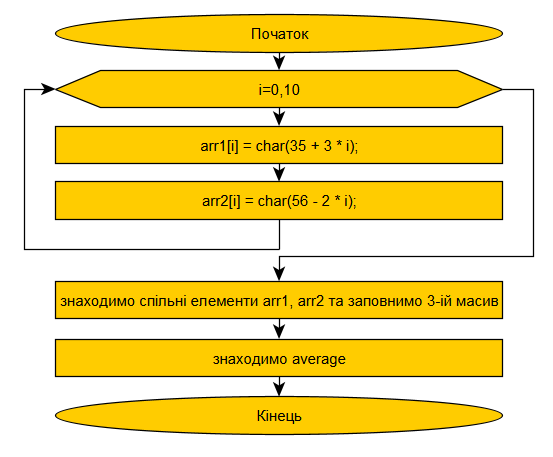 Початок
i=0,10
arr1[i] = char(35 + 3 * i);
arr2[i] = char(56 - 2 * i);
знаходимо спільні елементи arr1, arr2 та заповнимо 3-ій масив
знаходимо average
Кінець